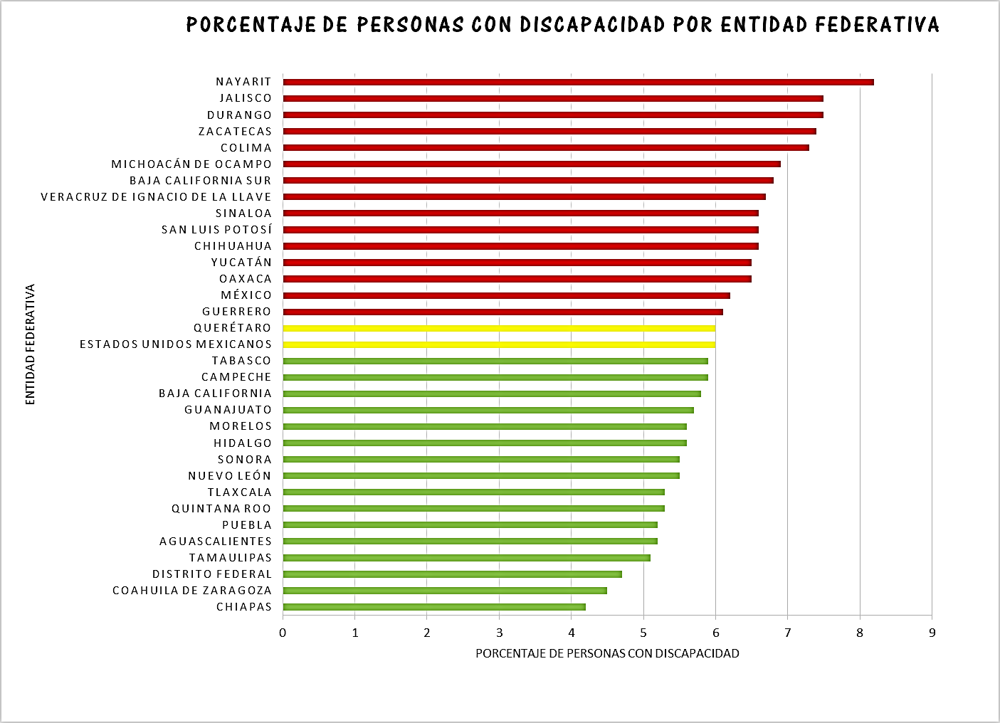 PORCENTAJE DE PERSONAS CON DISCAPACIDAD POR ENTIDAD FEDERATIVA
ENTIDAD FEDERATIVA
NAYARIT
JALISCO
DURANGO
ZACATECAS
COLIMA
MICHOACÁN DE OCAMPO
BAJA CALIFORNIA SUR
VERACRUZ DE IGNACIO DE LA LLAVE
SINALOA
SAN LUIS POTOSÍ
CHIHUAHUA
YUCATÁN
OAXACA
MÉXICO
GUERRERO
QUERÉTARO
ESTADOS UNIDOS MEXICANOS
TABASCO
CAMPECHE
BAJA CALIFORNIA
GUANAJUATO
MORELOS
HIDALGO
SONORA
NUEVO LEÓN
TLAXCALA
QUINTANA ROO
PUEBLA
AGUASCALIENTES
TAMAULIPAS
DISTRITO FEDERAL
COAHUILA DE ZARAGOZA
CHIAPAS
0 1 2 3 4 5 6 7 8 9
PORCENTAJE DE PERSONAS CON DISCAPACIDAD